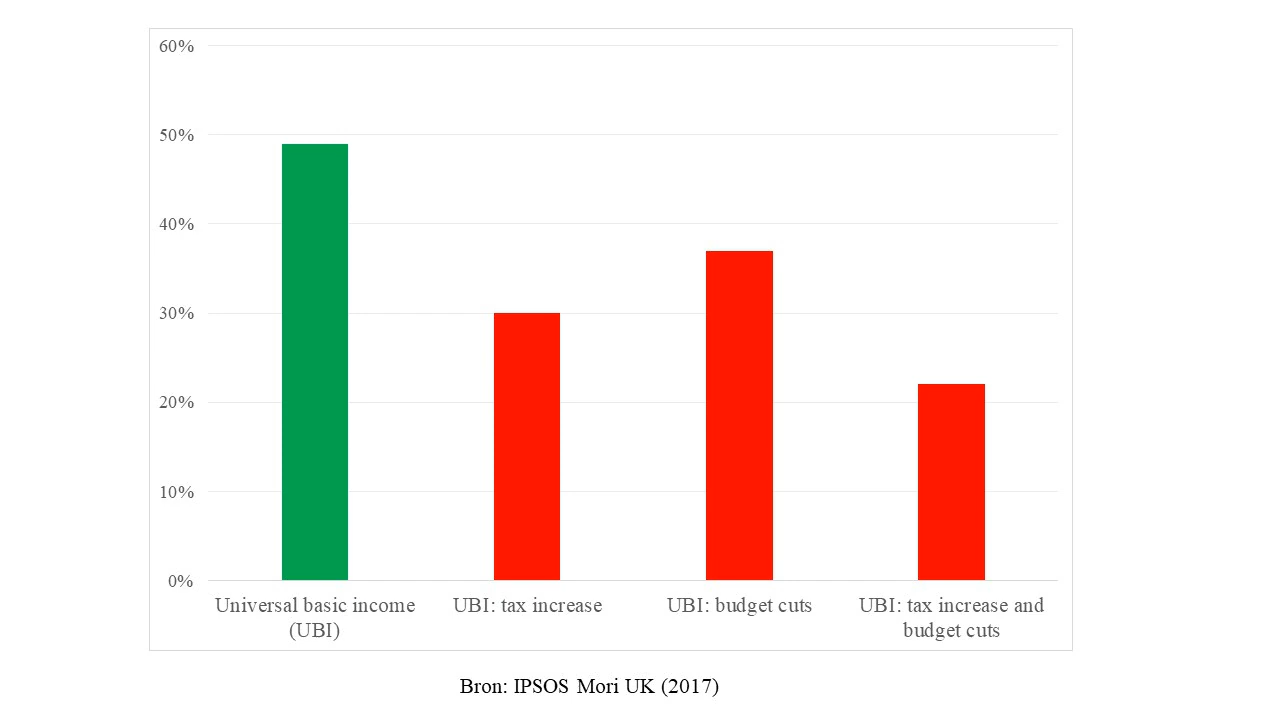 60%
50%
40%
30%
20%
10%
0%
Universal basic income
(UBI)
UBI: tax increase
UBI: budget cuts
UBI: tax increase and
budget cuts
Bron: IPSOS Mori UK (2017)